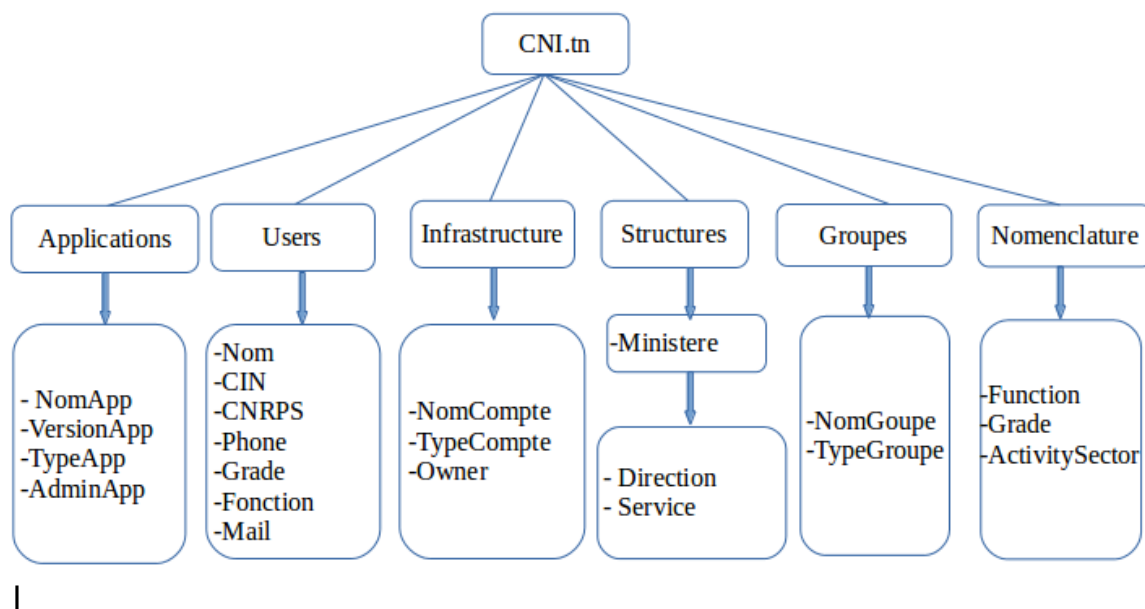 CNI.tn
Applications
Users
Infrastructure
Structures
Groupes
Nomenclature
- NomApp
-VersionApp
-TypeApp
-AdminApp
-Nom
-CIN
-CNRPS
-Phone
-Grade
-Fonction
-Mail
-NomCompte
-TypeCompte
-Owner
-Ministere
- Direction
- Service
-NomGoupe
-TypeGroupe
-Function
-Grade
-ActivitySector